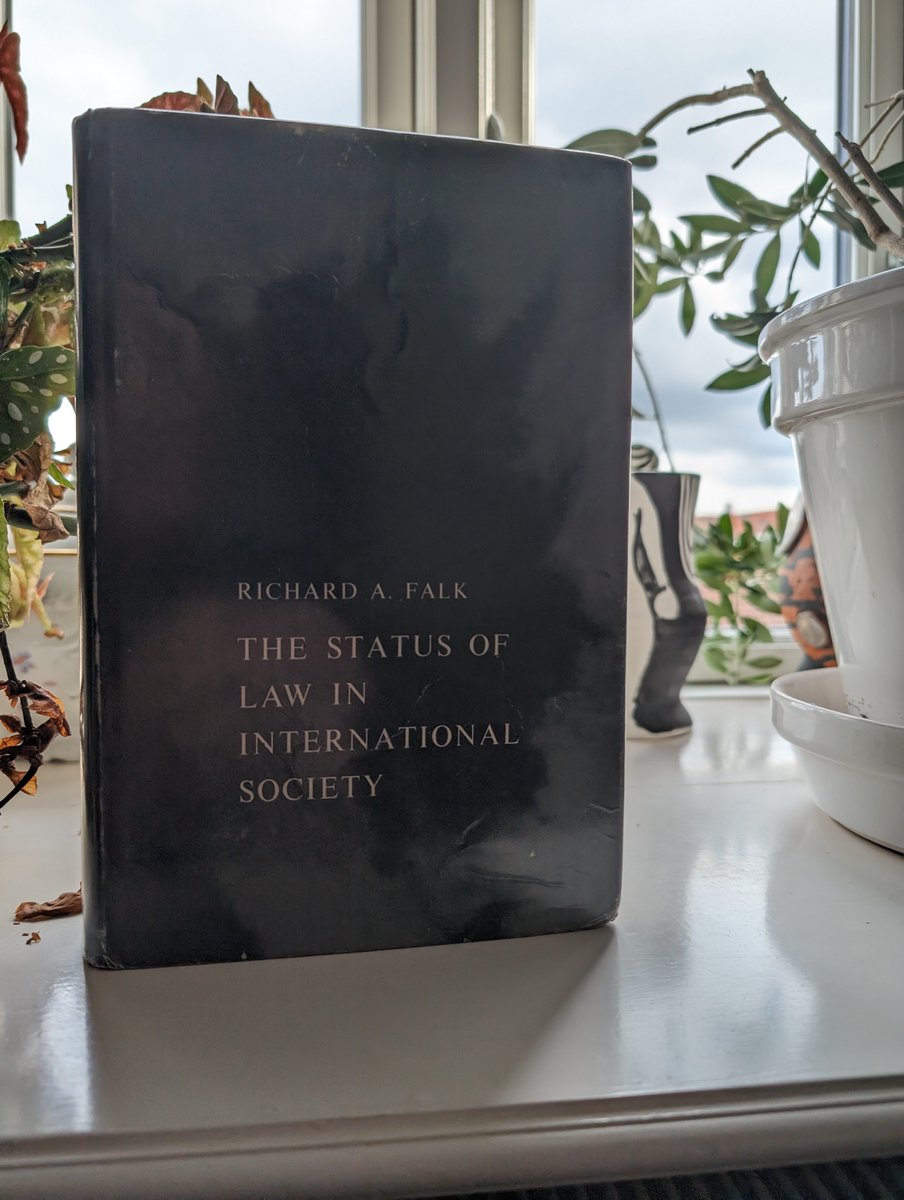 RICHARD A. FALK
THE STATUS OF
LAW IN
INTERNATIONAL
SOCIETY